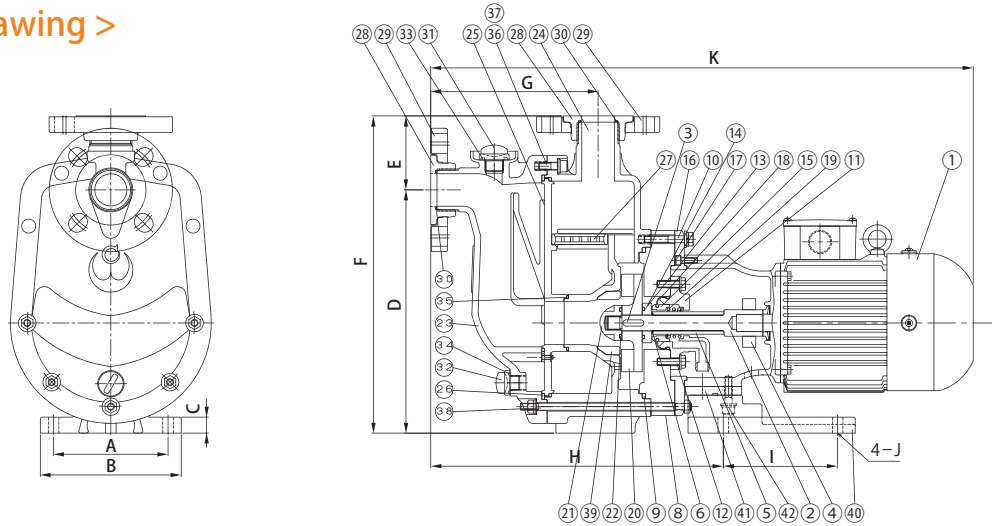 awing >
㊲
㉘ ㉙ ㉝ ㉛ ㉕ ㊱ ㉘ ㉔ ㉚ ㉙
K
G
③ ⑭
㉗ ⑯ ⑩ ⑰ ⑬ ⑱ ⑮ ⑲ ⑪ ①
E
F
D
㉚
㉟
㉓
㉞
㉜
㉖
㊳
C
A
B
H
I
4-J
㉑ ㊴ ㉒ ⑳ ⑨ ⑧ ⑥ ⑫ ㊶ ⑤ ㊷ ② ④ ㊵